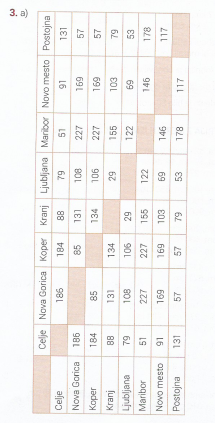 3. a)
Celje Nova Gorica Koper Kranj Ljubljana Maribor Novo mesto Postojna
Celje 186 184 88 79 51 91 131
Nova Gorica 186 85 131 108 227 169 57
Koper 184 85 134 106 227 169 57
Kranj 88 131 134 29 155 103 79
Ljubljana 79 108 106 29 122 69 53
Maribor 51 227 227 155 122 146 178
Novo mesto 91 169 169 103 69 146 117
Postojna 131 57 57 79 53 178 117